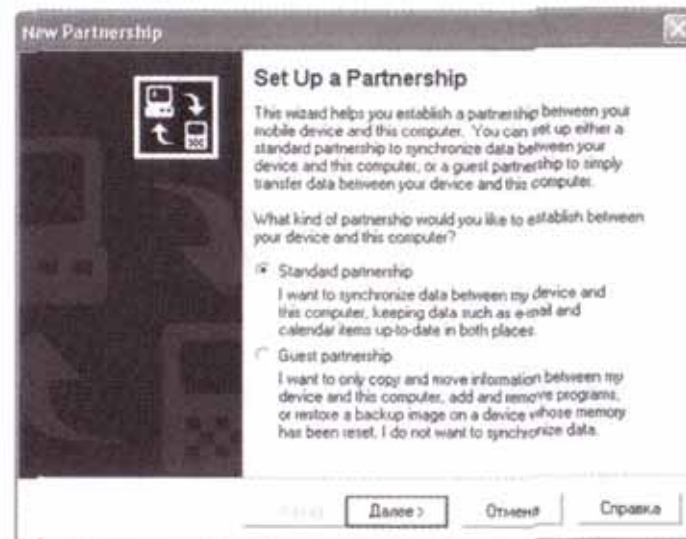 New Partnership
Set Up a Partnership
This wizard helps you establish a partnership between your
mobile device and this computer. You can set up either a
standard partnership to synchronize data between your
device and this computer, or a guest partnership to simply
transfer data between your device and this computer.
What kind of partnership would you like to establish between
your device and this computer?
Standard partnership
I want to synchronize data between my device and
this computer, keeping data such as e-mail and
calendar items up-to-date in both places.
Guest partnership
I want to only copy and move information between my
device and this computer, add and remove programs,
or restore a backup image on a device whose memory
has been reset. I do not want to synchronize data.
Далее >
Отмена
Справка